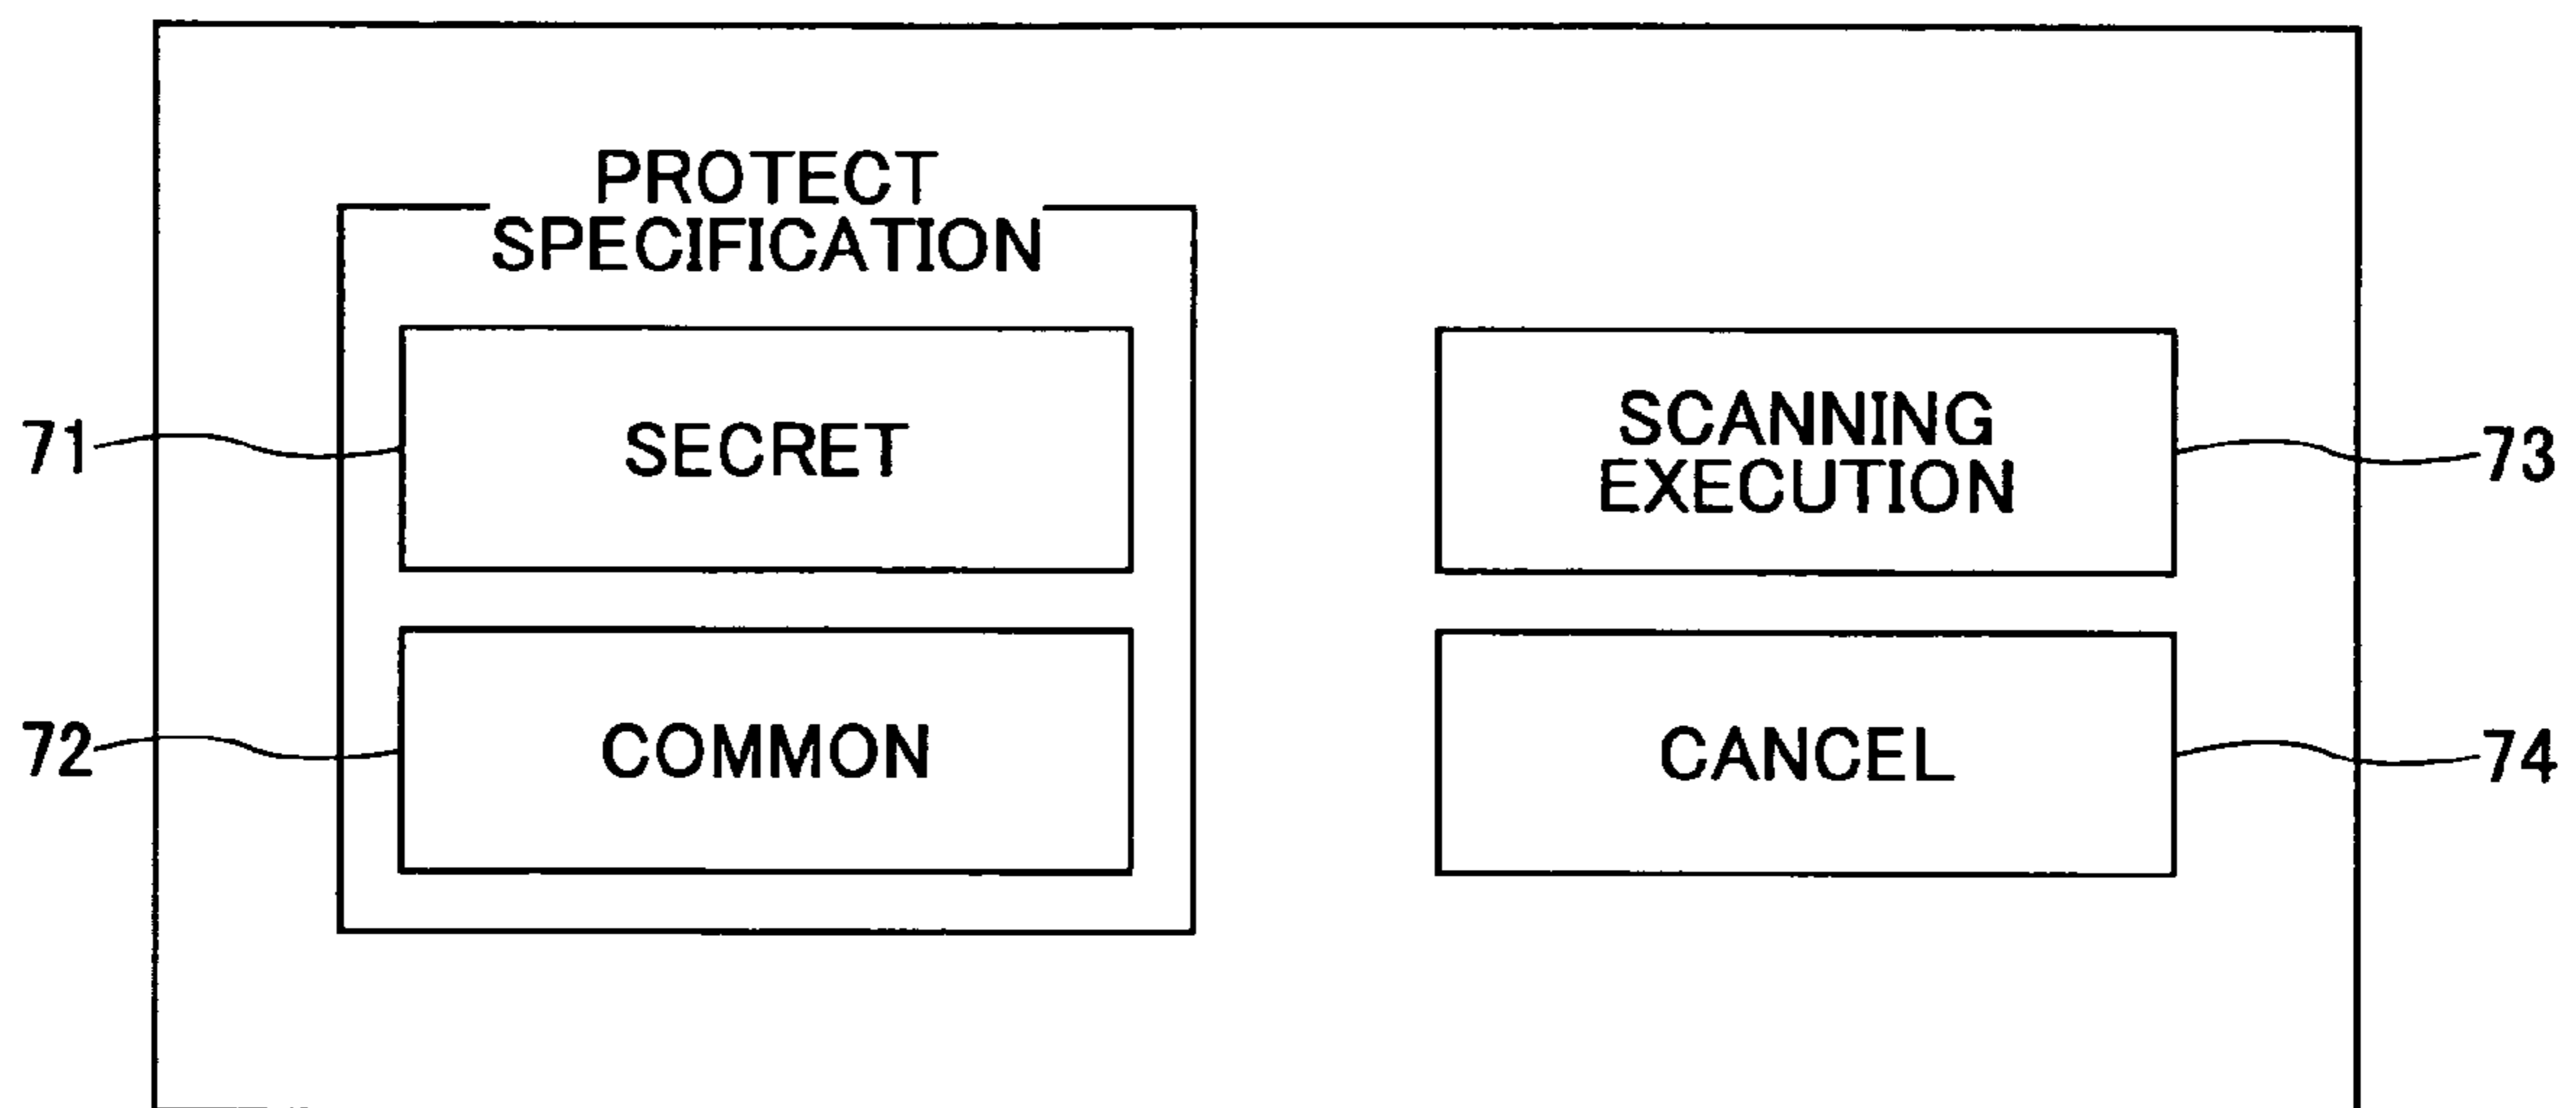 PROTECT
SPECIFICATION
71
SECRET
SCANNING
EXECUTION
73
72
COMMON
CANCEL
74